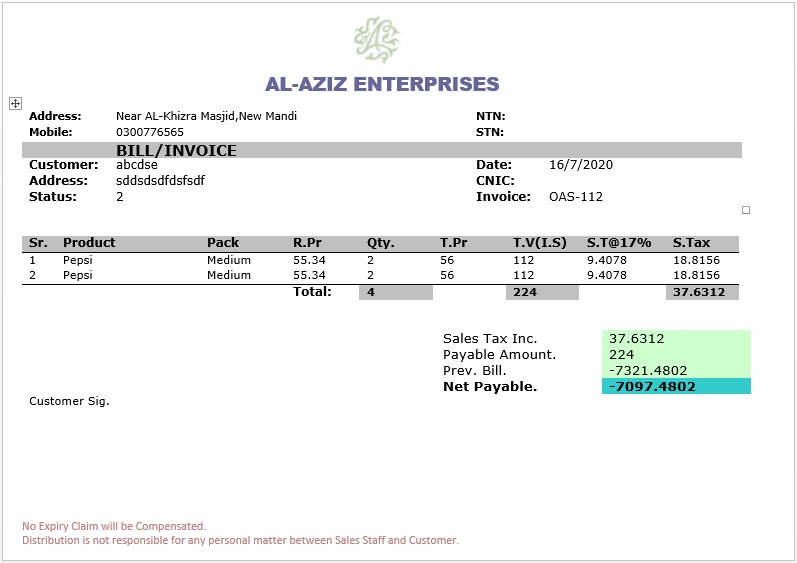 AL-AZIZ ENTERPRISES
Address: Near AL-Khizra Masjid,New Mandi NTN:
Mobile: 0300776565 STN:
BILL/INVOICE
Customer: abcdse Date: 16/7/2020
Address: sddsdsdfdsfsdf CNIC:
Status: 2 Invoice: OAS-112
Sr. Product Pack R.Pr Qty. T.Pr T.V(I.S) S.T@17% S.Tax
1 Pepsi Medium 55.34 2 56 112 9.4078 18.8156
2 Pepsi Medium 55.34 2 56 112 9.4078 18.8156
Total: 4 224 37.6312
Sales Tax Inc. 37.6312
Payable Amount. 224
Prev. Bill. -7321.4802
Net Payable. -7097.4802
Customer Sig.
No Expiry Claim will be Compensated.
Distribution is not responsible for any personal matter between Sales Staff and Customer.